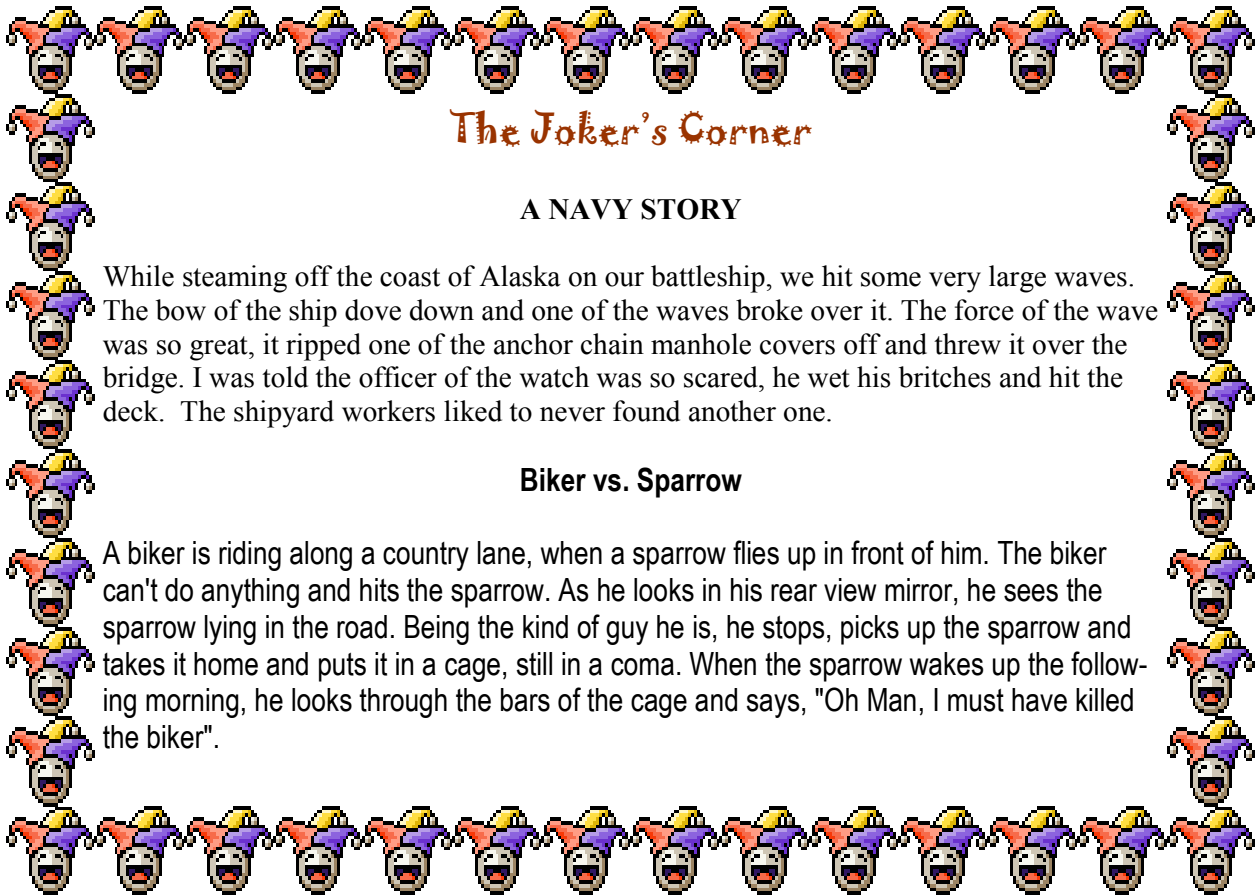 The Joker's Corner
A NAVY STORY
While steaming off the coast of Alaska on our battleship, we hit some very large waves.
The bow of the ship dove down and one of the waves broke over it. The force of the wave
was so great, it ripped one of the anchor chain manhole covers off and threw it over the
bridge. I was told the officer of the watch was so scared, he wet his britches and hit the
deck.  The shipyard workers liked to never found another one.
Biker vs. Sparrow
A biker is riding along a country lane, when a sparrow flies up in front of him. The biker
can't do anything and hits the sparrow. As he looks in his rear view mirror, he sees the
sparrow lying in the road. Being the kind of guy he is, he stops, picks up the sparrow and
takes it home and puts it in a cage, still in a coma. When the sparrow wakes up the follow-
ing morning, he looks through the bars of the cage and says, "Oh Man, I must have killed
the biker".